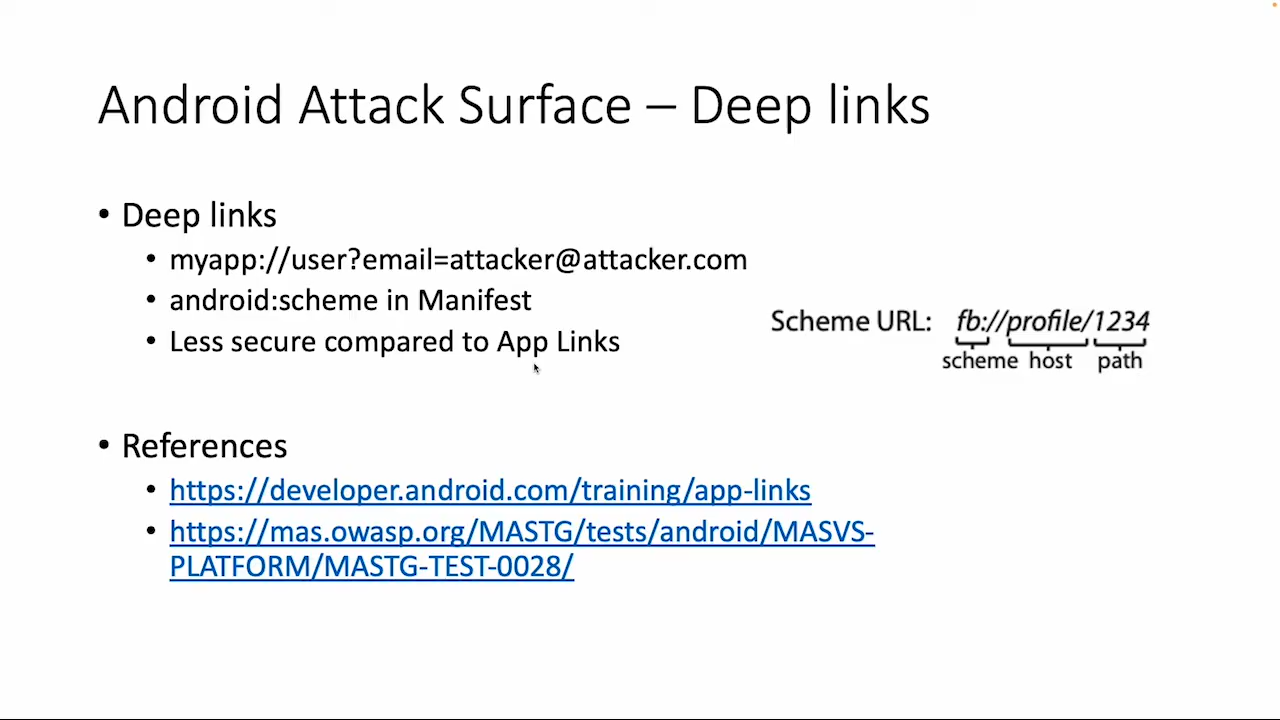 Android Attack Surface – Deep links
• Deep links
• myapp://user?email=attacker@attacker.com
• android:scheme in Manifest
• Less secure compared to App Links
Scheme URL: fb://profile/1234
scheme host path
• References
• https://developer.android.com/training/app-links
• https://mas.owasp.org/MASTG/tests/android/MASVS-
PLATFORM/MASTG-TEST-0028/